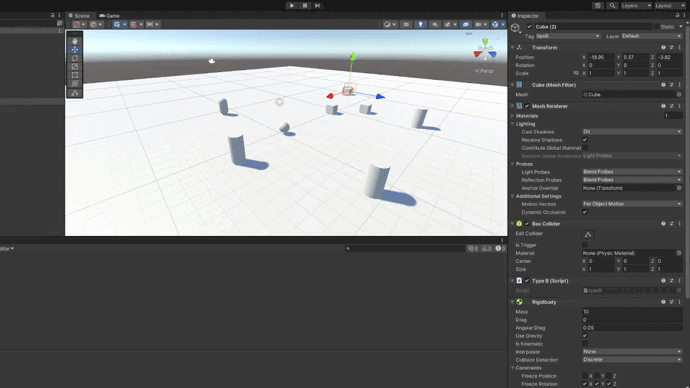 Layers
Layout
Scene
Game
Persp
Inspector
Cube (2)
Static
Tag
Layer Default
Transform
Position X -18.95 Y 0.57 Z -3.82
Rotation X 0 Y 0 Z 0
Scale X 1 Y 1 Z 1
Cube (Mesh Filter)
Mesh Cube
Mesh Renderer
Materials 1
Lighting
Cast Shadows On
Receive Shadows
Contribute Global Illuminat
Receive Global Illumination Light Probes
Probes
Light Probes Blend Probes
Reflection Probes Blend Probes
Anchor Override None (Transform)
Additional Settings
Motion Vectors Per Object Motion
Dynamic Occlusion
Box Collider
Edit Collider
Is Trigger
Material None (Physic Material)
Center X 0 Y 0 Z 0
Size X 1 Y 1 Z 1
Type B (Script)
Script
Rigidbody
Mass 10
Drag 0
Angular Drag 0.05
Use Gravity
Is Kinematic
Interpolate None
Collision Detection Discrete
Constraints
Freeze Position X Y Z
Freeze Rotation X Y Z